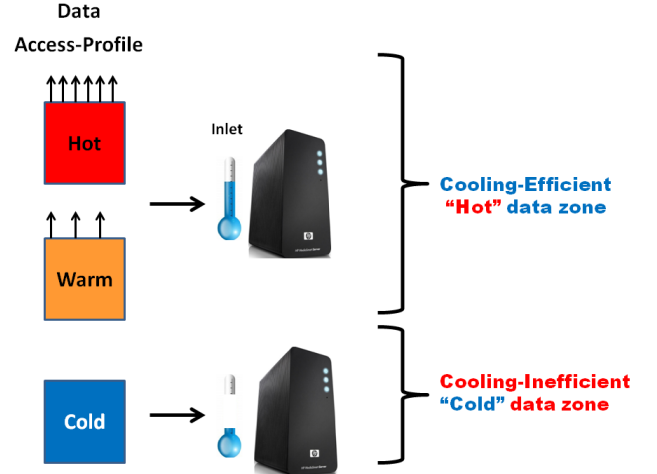 Data
Access-Profile
Hot
Inlet
Cooling-Efficient
“Hot” data zone
Warm
Cooling-Inefficient
“Cold” data zone
Cold